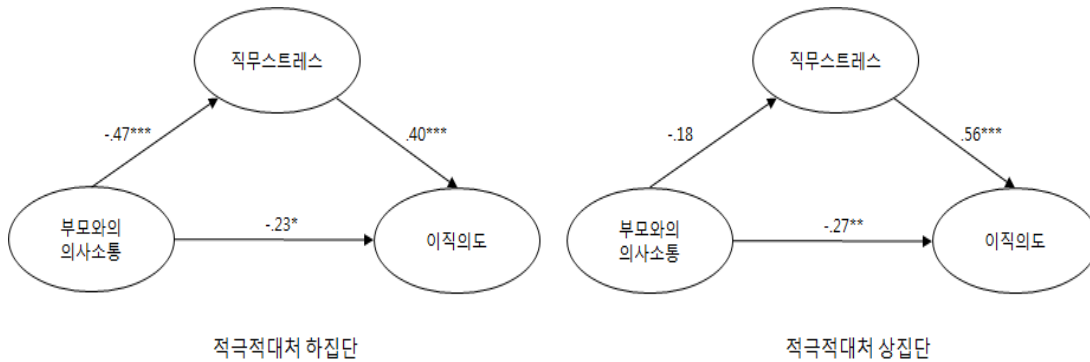 직무스트레스
-.47***
.40***
부모와의
의사소통
-.23*
이직의도
적극적대처 하집단
직무스트레스
-.18
.56***
부모와의
의사소통
-.27**
이직의도
적극적대처 상집단